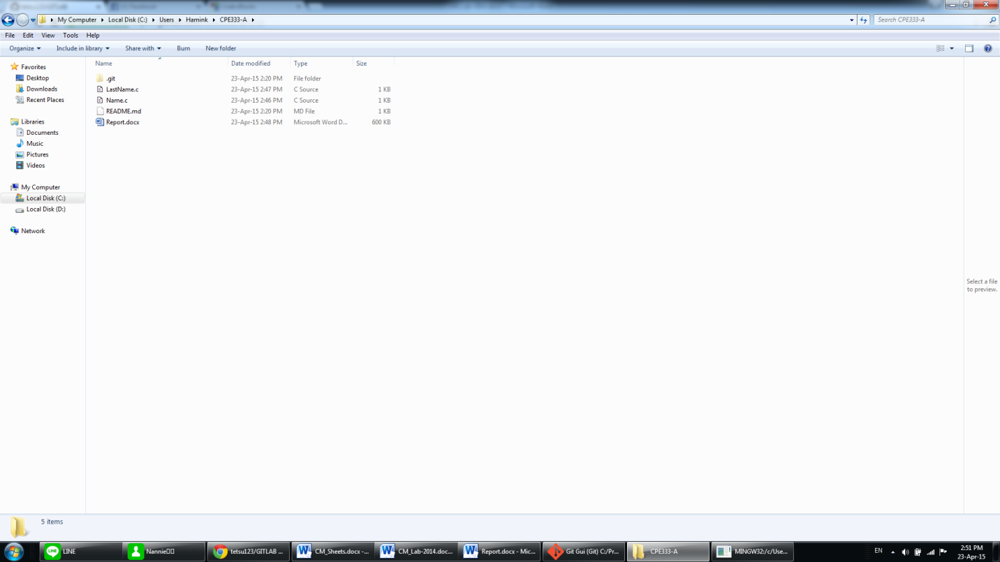 My Computer Local Disk (C:) Users Hamink CPE333-A Search CPE333-A
File Edit View Tools Help
Organize Include in library Share with Burn New folder
Favorites
Desktop
Downloads
Recent Places
Libraries
Documents
Music
Pictures
Videos
My Computer
Local Disk (C:)
Local Disk (D:)
Network
Name Date modified Type Size
.git 23-Apr-15 2:20 PM File folder
LastName.c 23-Apr-15 2:47 PM C Source 1 KB
Name.c 23-Apr-15 2:46 PM C Source 1 KB
README.md 23-Apr-15 2:20 PM MD File 1 KB
Report.docx 23-Apr-15 2:48 PM Microsoft Word D... 600 KB
Select a file
to preview.
5 items
LINE Nannie tetsu123/GITLAB ... CM_Sheets.docx -... CM_Lab-2014.doc... Report.docx - Mic... Git Gui (Git) C:/Pr... CPE333-A MINGW32:/c/Use... EN 2:51 PM
23-Apr-15